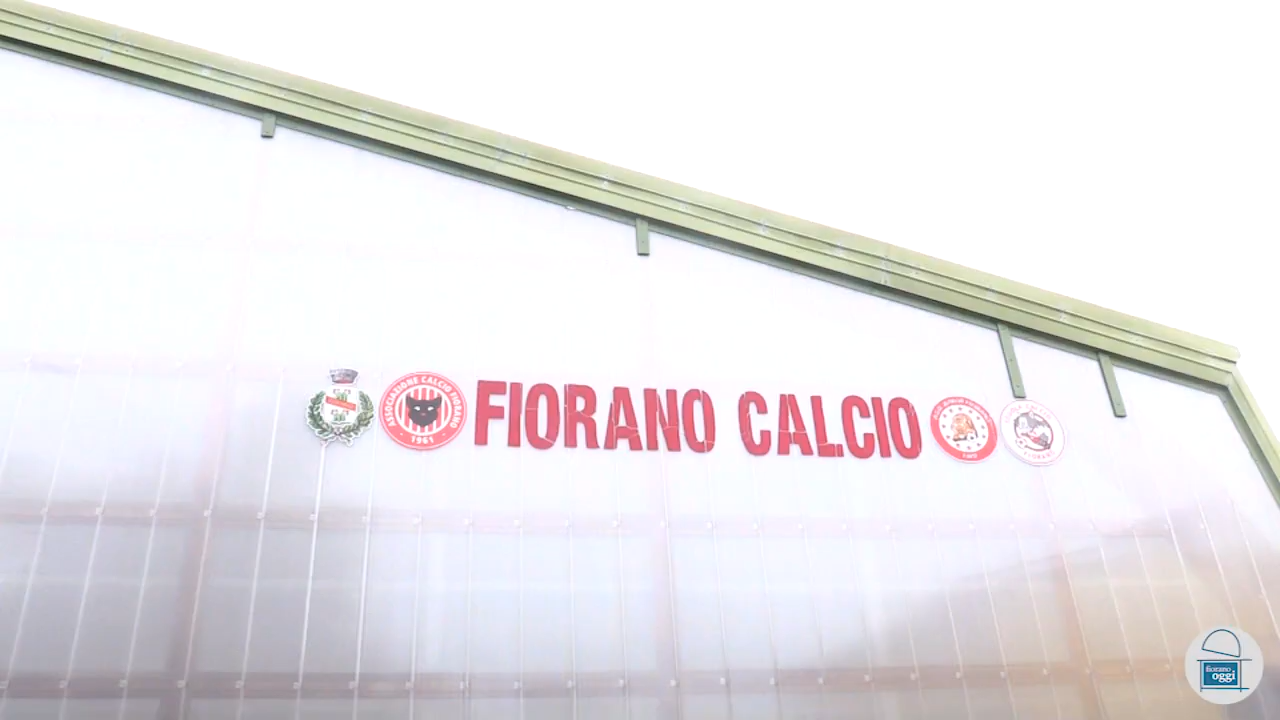 ASSOCIAZIONE CALCIO FIORANO
1961
FIORANO CALCIO
fiorano
oggi